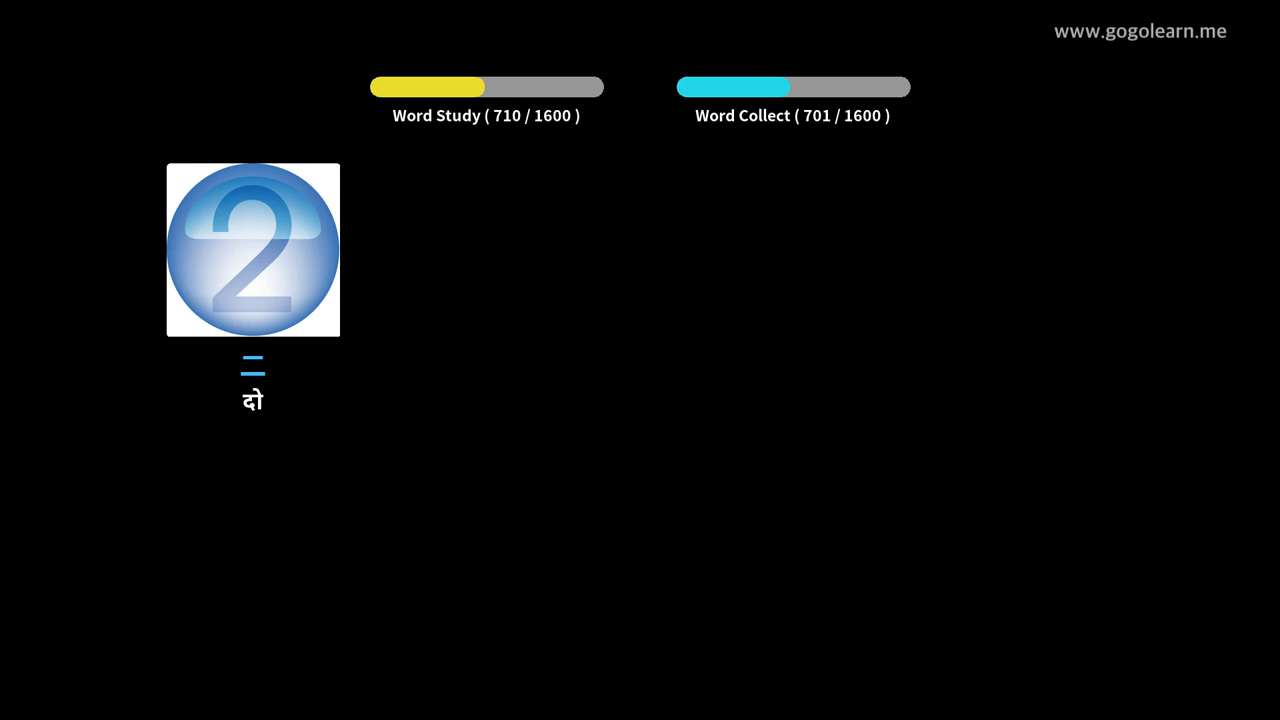 www.gogolearn.me
Word Study ( 710 / 1600 )
Word Collect ( 701 / 1600 )
2
二
दो